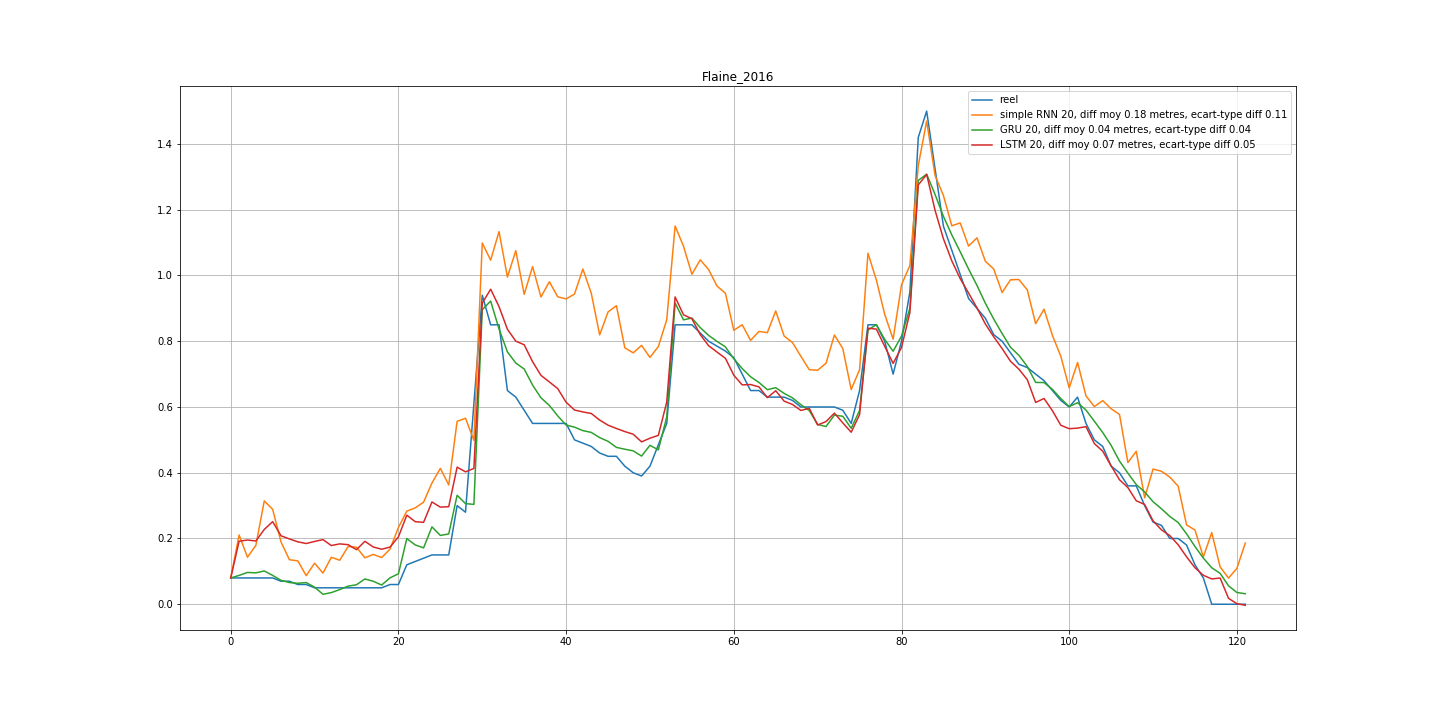 Flaine_2016
reel
simple RNN 20, diff moy 0.18 metres, ecart-type diff 0.11
GRU 20, diff moy 0.04 metres, ecart-type diff 0.04
LSTM 20, diff moy 0.07 metres, ecart-type diff 0.05
1.4
1.2
1.0
0.8
0.6
0.4
0.2
0.0
0 20 40 60 80 100 120